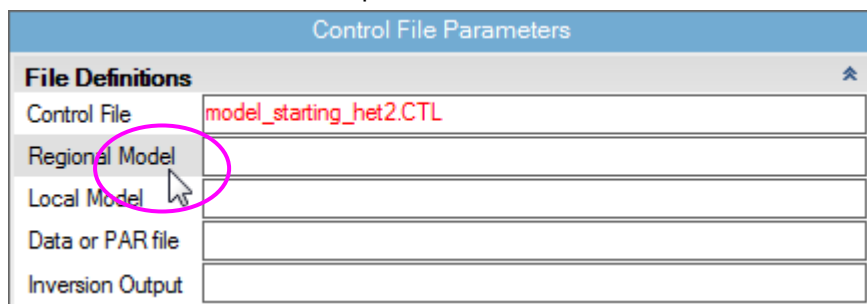 Control File Parameters
File Definitions
Control File model_starting_het2.CTL
Regional Model
Local Model
Data or PAR file
Inversion Output